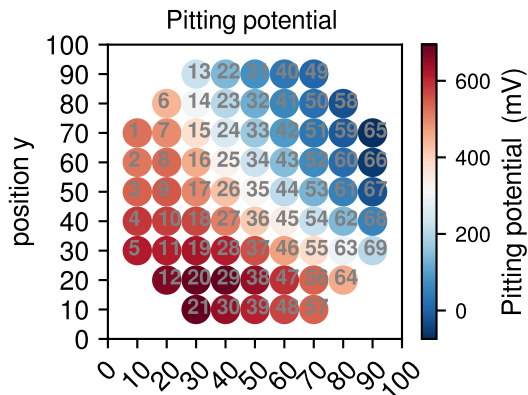 Pitting potential
100
90
80
70
60
50
40
30
20
10
0
position y
13 22 31 40 49
6 14 23 32 41 50 58
1 7 15 24 33 42 51 59 65
2 8 16 25 34 43 52 60 66
3 9 17 26 35 44 53 61 67
4 10 18 27 36 45 54 62 68
5 11 19 28 37 46 55 63 69
12 20 29 38 47 56 64
21 30 39 48 57
0 10 20 30 40 50 60 70 80 90 100
600
400
200
0
Pitting potential (mV)